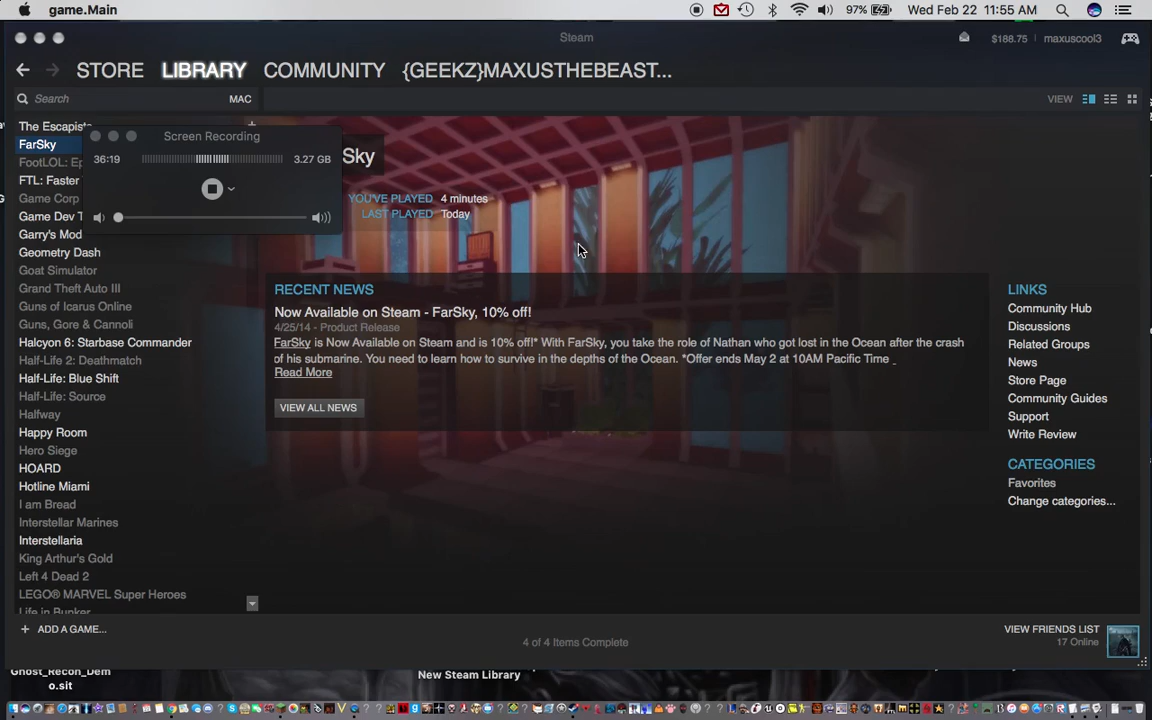 game.Main
97%
Wed Feb 22 11:55 AM
Steam
$188.75
maxuscool3
STORE LIBRARY COMMUNITY {GEEKZ}MAXUSTHEBEAST...
Search
MAC
VIEW
The Escapists
FarSky
FootLOL: Ep
FTL: Faster
Game Corp
Game Dev T
Garry's Mod
Geometry Dash
Goat Simulator
Grand Theft Auto III
Guns of Icarus Online
Guns, Gore & Cannoli
Halcyon 6: Starbase Commander
Half-Life 2: Deathmatch
Half-Life: Blue Shift
Half-Life: Source
Halfway
Happy Room
Hero Siege
HOARD
Hotline Miami
I am Bread
Interstellar Marines
Interstellaria
King Arthur's Gold
Left 4 Dead 2
LEGO® MARVEL Super Heroes
Life in Bunker
Screen Recording
36:19
3.27 GB
Sky
YOU'VE PLAYED 4 minutes
LAST PLAYED Today
RECENT NEWS
Now Available on Steam - FarSky, 10% off!
4/25/14 - Product Release
FarSky is Now Available on Steam and is 10% off!* With FarSky, you take the role of Nathan who got lost in the Ocean after the crash
of his submarine. You need to learn how to survive in the depths of the Ocean. *Offer ends May 2 at 10AM Pacific Time
Read More
VIEW ALL NEWS
LINKS
Community Hub
Discussions
Related Groups
News
Store Page
Community Guides
Support
Write Review
CATEGORIES
Favorites
Change categories...
+ ADD A GAME...
4 of 4 Items Complete
VIEW FRIENDS LIST
17 Online
Ghost_Recon_Dem
o.sit
New Steam Library